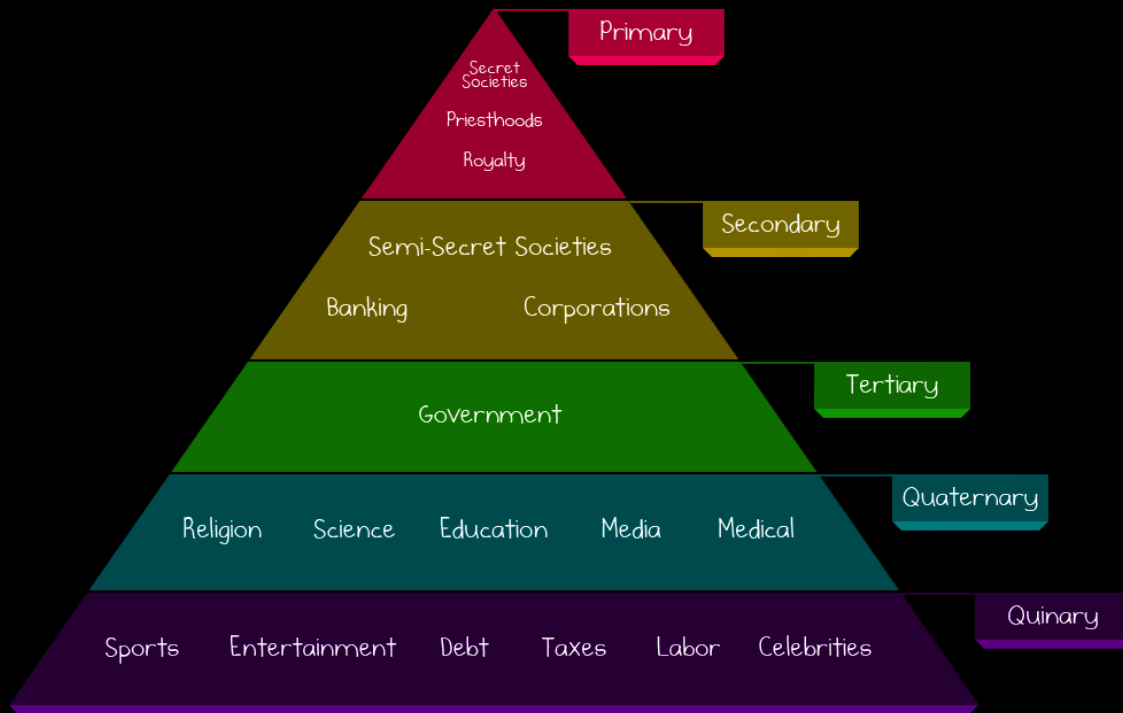 Primary
Secret
Societies
Priesthoods
Royalty
Secondary
Semi-Secret Societies
Banking Corporations
Tertiary
Government
Quaternary
Religion Science Education Media Medical
Quinary
Sports Entertainment Debt Taxes Labor Celebrities